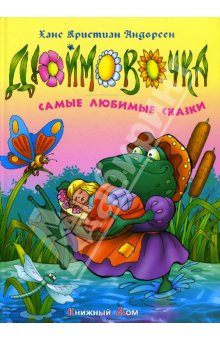 Ханс Кристиан Андерсен
ДЮЙМОВОЧКА
САМЫЕ ЛЮБИМЫЕ СКАЗКИ
Книжный Дом